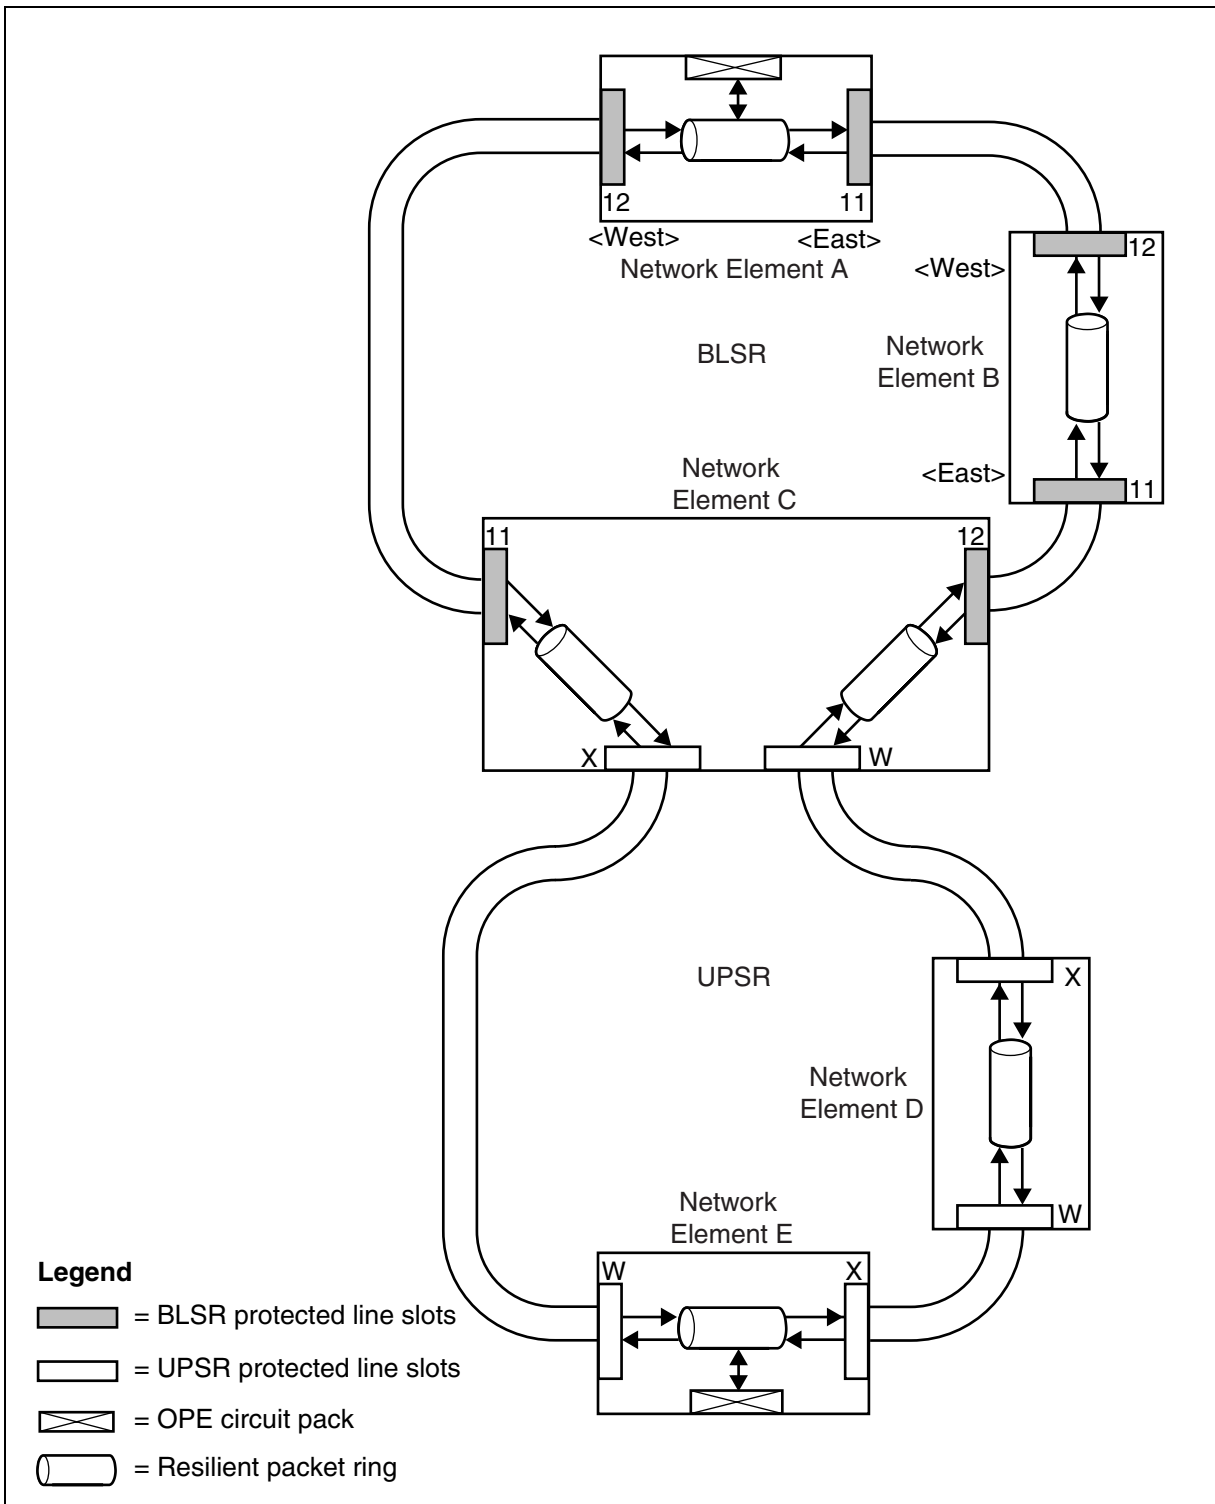 12
11
<West>
<East>
Network Element A
12
<West>
BLSR
Network
Element B
<East>
11
Network
Element C
11
12
X
W
UPSR
X
Network
Element D
W
Network
Element E
W
X
Legend
= BLSR protected line slots
= UPSR protected line slots
= OPE circuit pack
= Resilient packet ring